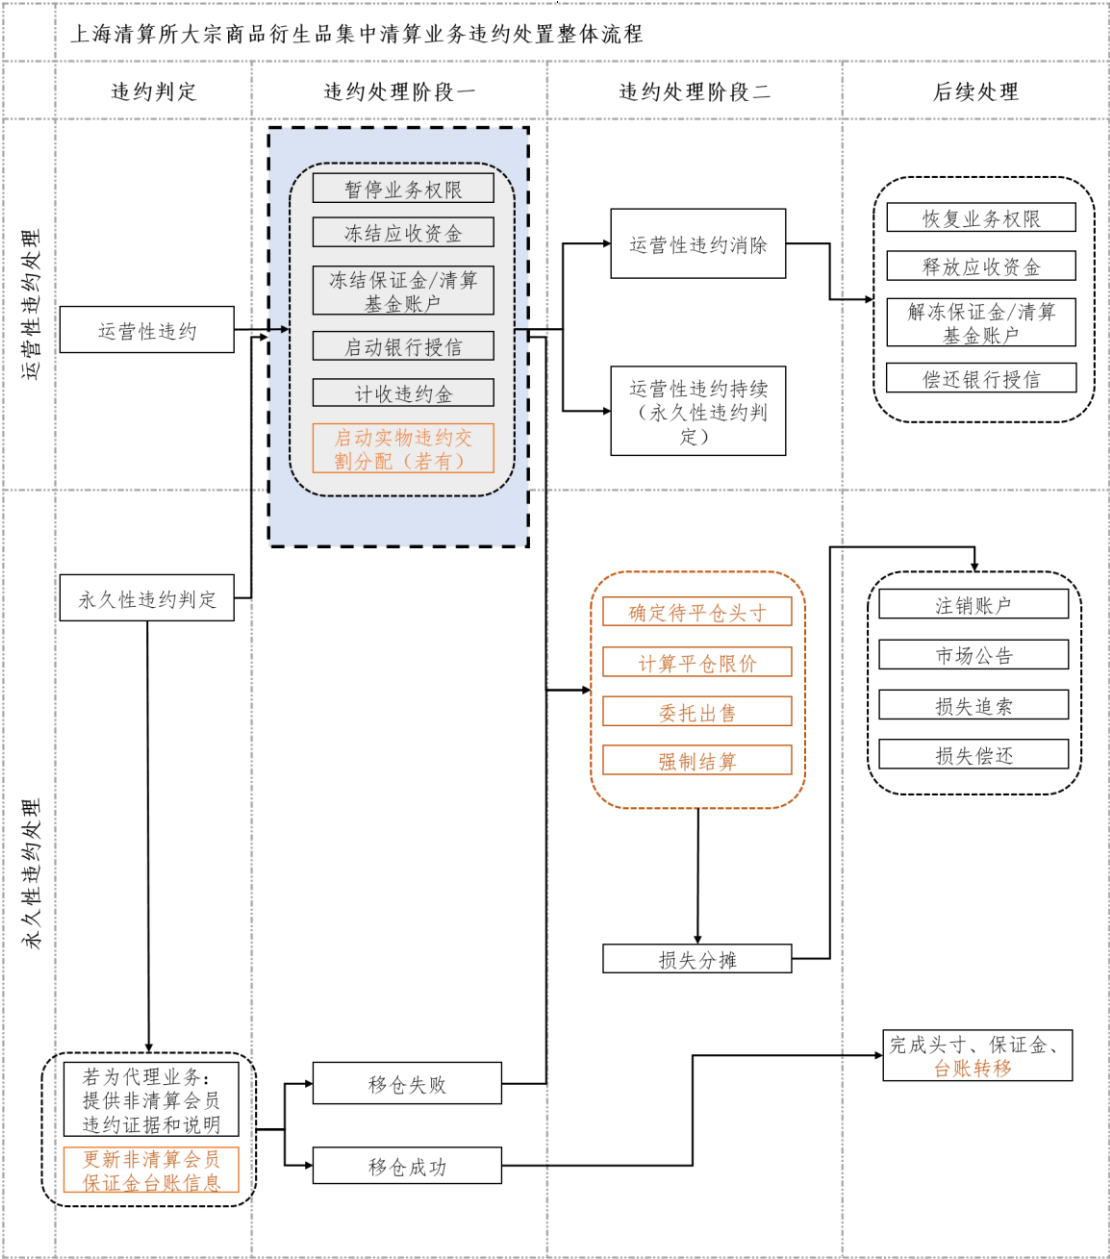 上海清算所大宗商品衍生品集中清算业务违约处置整体流程
违约判定
违约处理阶段一
违约处理阶段二
后续处理
运营性违约处理
运营性违约
暂停业务权限
冻结应收资金
冻结保证金/清算
基金账户
启动银行授信
计收违约金
启动实物违约交
割分配（若有）
运营性违约消除
运营性违约持续
（永久性违约判
定）
恢复业务权限
释放应收资金
解冻保证金/清算
基金账户
偿还银行授信
永久性违约处理
永久性违约判定
确定待平仓头寸
计算平仓限价
委托出售
强制结算
损失分摊
注销账户
市场公告
损失追索
损失偿还
若为代理业务：
提供非清算会员
违约证据和说明
更新非清算会员
保证金台账信息
移仓失败
移仓成功
完成头寸、保证金、
台账转移